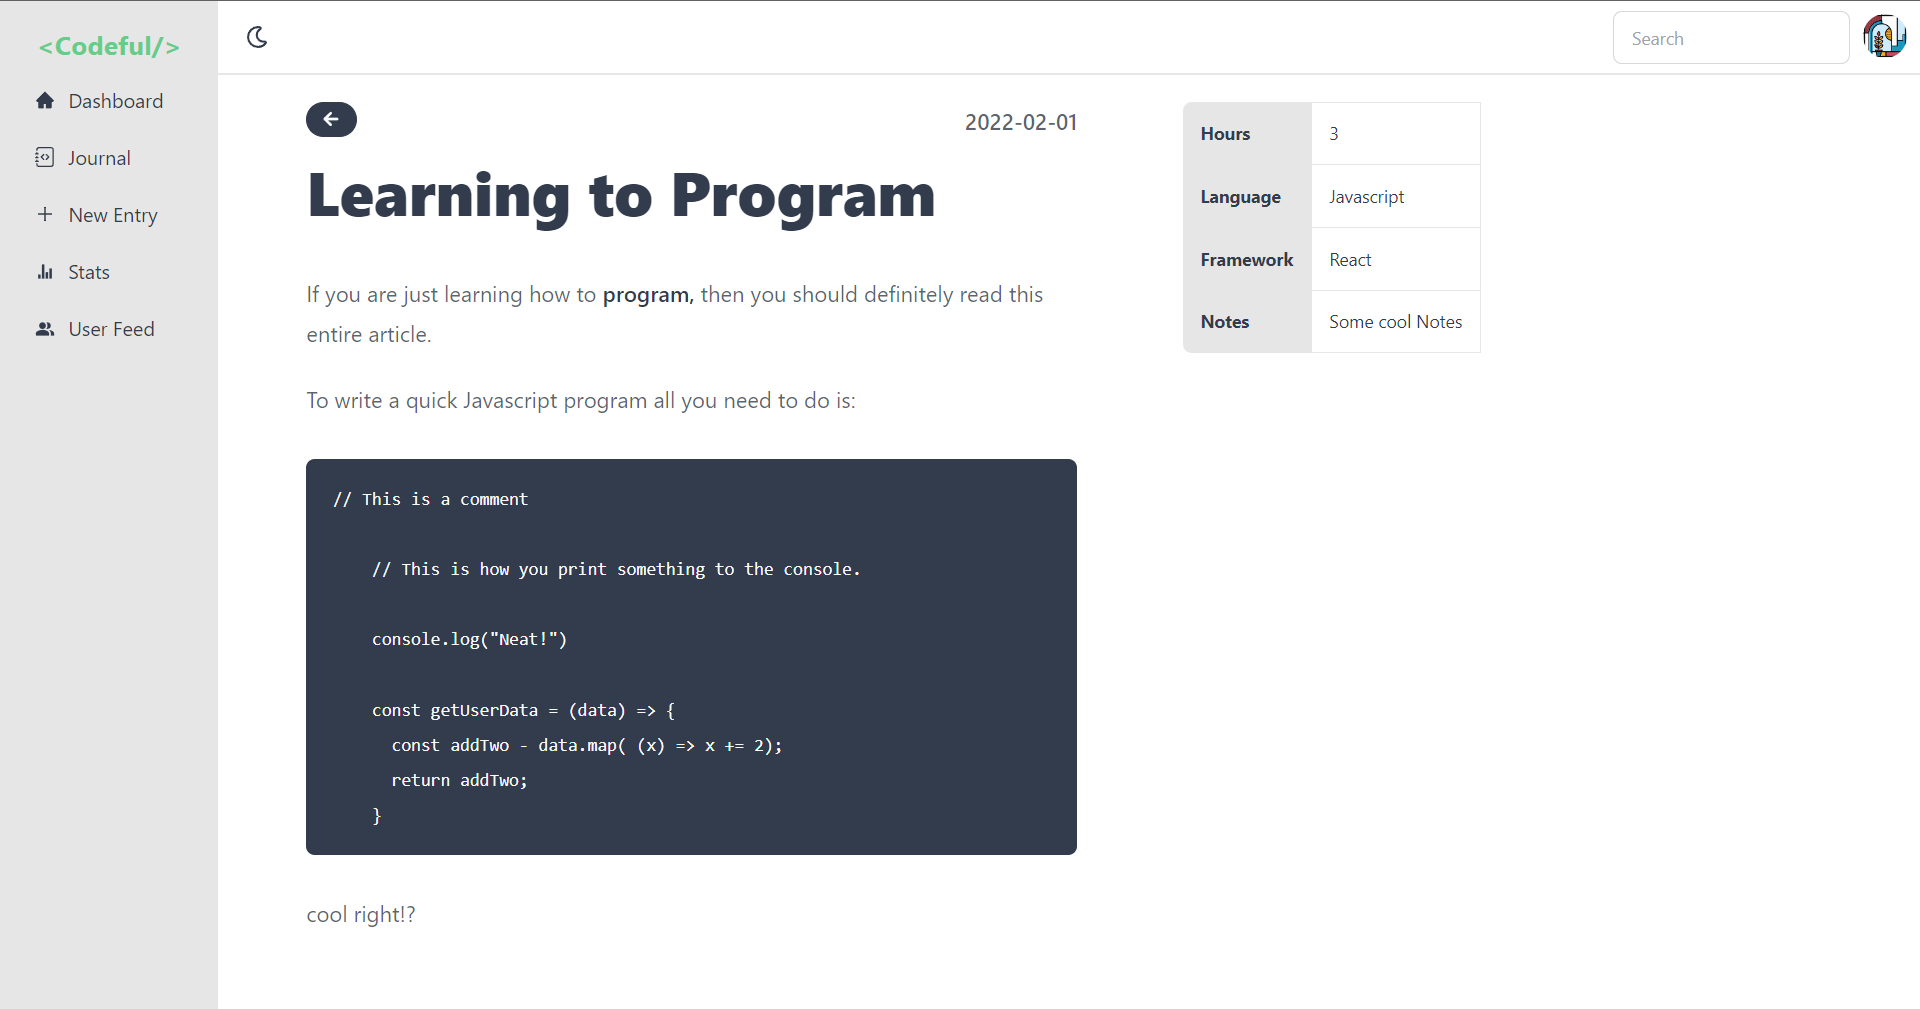 <Codeful/>
Dashboard
Journal
New Entry
Stats
User Feed
Search
2022-02-01
Learning to Program
If you are just learning how to program, then you should definitely read this
entire article.
To write a quick Javascript program all you need to do is:
// This is a comment
    // This is how you print something to the console.
    console.log("Neat!")
    const getUserData = (data) => {
      const addTwo - data.map( (x) => x += 2);
      return addTwo;
    }
cool right!?
Hours 3
Language Javascript
Framework React
Notes Some cool Notes